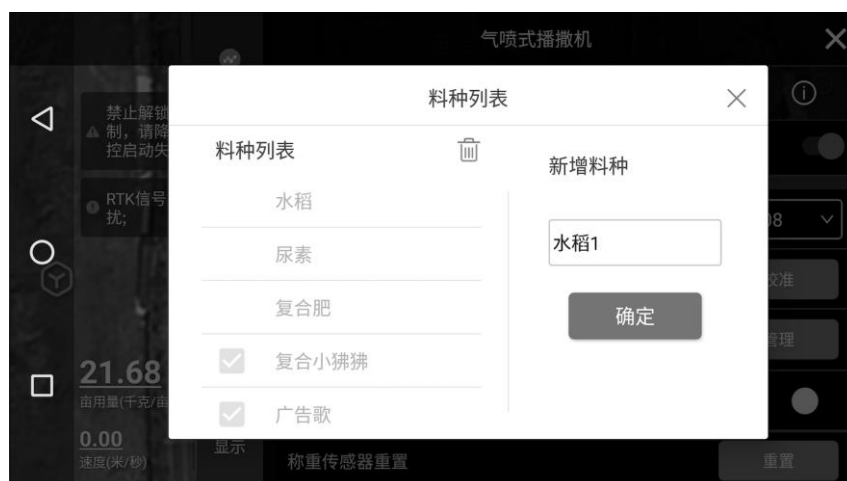 气喷式播撒机
料种列表
禁止解锁
制，请降
控启动失
RTK信号
扰;
料种列表
水稻
尿素
复合肥
复合小狒狒
广告歌
新增料种
水稻1
确定
08
校准
管理
21.68
亩用量(千克/亩
0.00
速度(米/秒)
显示
称重传感器重置
重置